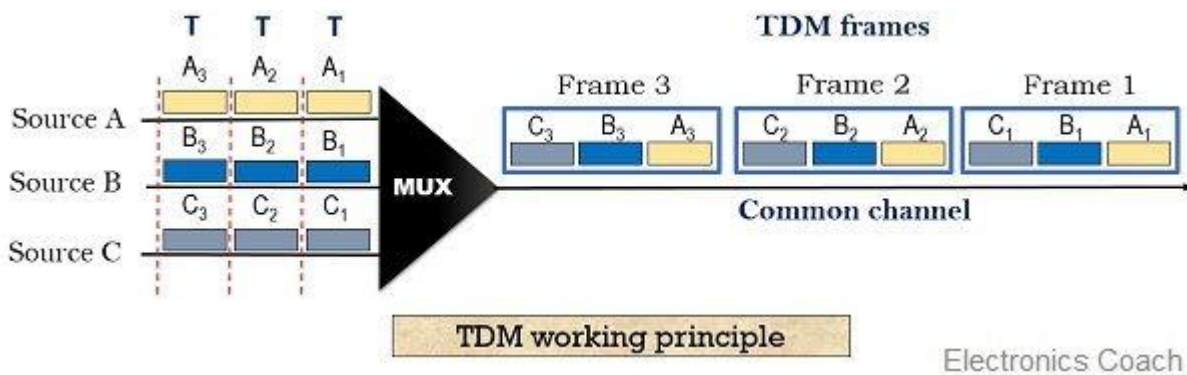 T T T
TDM frames
A₃ A₂ A₁
Frame 3 Frame 2 Frame 1
Source A
C₃ B₃ A₃ C₂ B₂ A₂ C₁ B₁ A₁
B₃ B₂ B₁
Source B
MUX
Common channel
C₃ C₂ C₁
Source C
TDM working principle
Electronics Coach